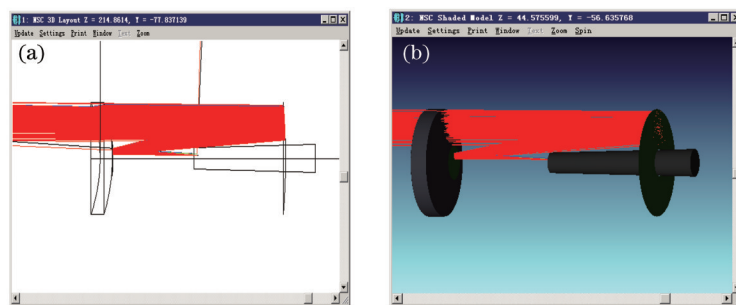 1: NSC 3D Layout Z = 214.8614, Y = -77.837139
Update Settings Print Window Text Zoom
(a)
2: NSC Shaded Model Z = 44.575599, Y = -56.635768
Update Settings Print Window Text Zoom Spin
(b)